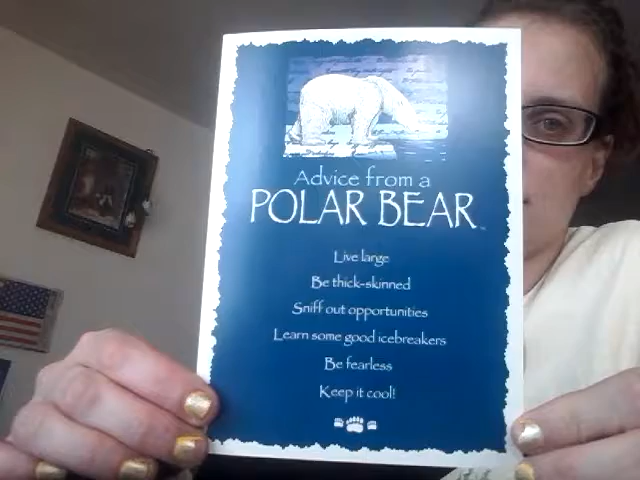 Advice from a
POLAR BEAR™
Live large
Be thick-skinned
Sniff out opportunities
Learn some good icebreakers
Be fearless
Keep it cool!